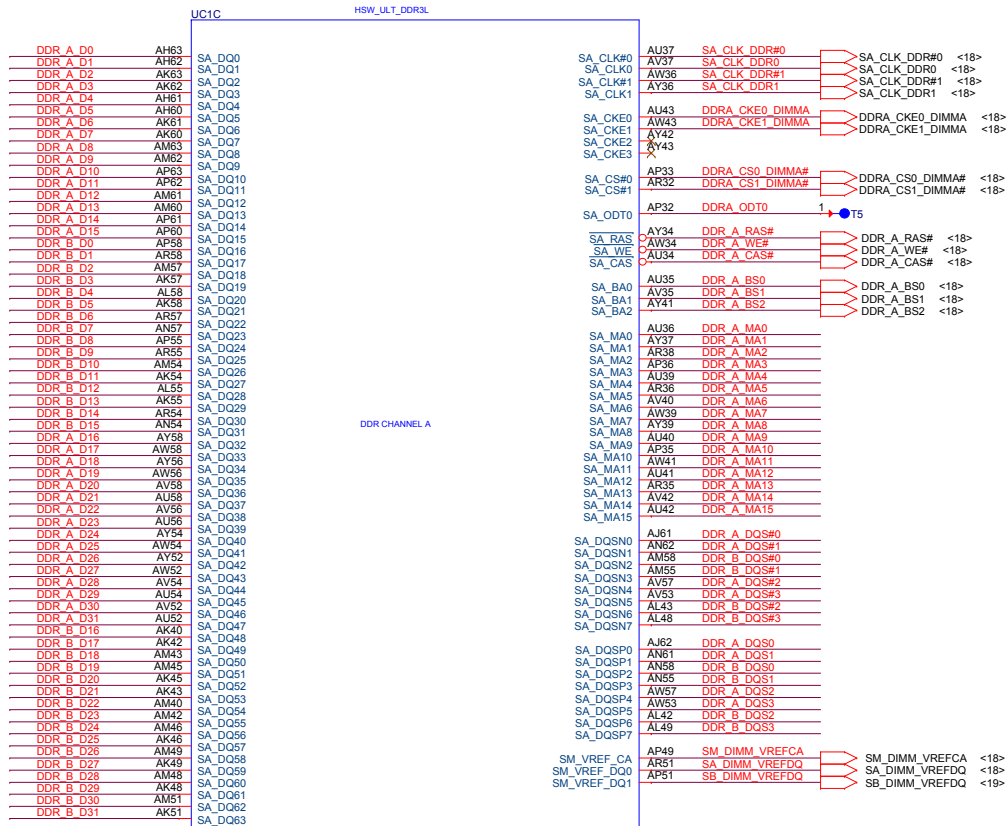 UC1C
HSW_ULT_DDR3L
DDR_A_D0 AH63 SA_DQ0
DDR_A_D1 AH62 SA_DQ1
DDR_A_D2 AK63 SA_DQ2
DDR_A_D3 AK62 SA_DQ3
DDR_A_D4 AH61 SA_DQ4
DDR_A_D5 AH60 SA_DQ5
DDR_A_D6 AK61 SA_DQ6
DDR_A_D7 AK60 SA_DQ7
DDR_A_D8 AM63 SA_DQ8
DDR_A_D9 AM62 SA_DQ9
DDR_A_D10 AP63 SA_DQ10
DDR_A_D11 AP62 SA_DQ11
DDR_A_D12 AM61 SA_DQ12
DDR_A_D13 AM60 SA_DQ13
DDR_A_D14 AP61 SA_DQ14
DDR_A_D15 AP60 SA_DQ15
DDR_B_D0 AP58 SA_DQ16
DDR_B_D1 AR58 SA_DQ17
DDR_B_D2 AM57 SA_DQ18
DDR_B_D3 AK57 SA_DQ19
DDR_B_D4 AL58 SA_DQ20
DDR_B_D5 AK58 SA_DQ21
DDR_B_D6 AR57 SA_DQ22
DDR_B_D7 AN57 SA_DQ23
DDR_B_D8 AP55 SA_DQ24
DDR_B_D9 AR55 SA_DQ25
DDR_B_D10 AM54 SA_DQ26
DDR_B_D11 AK54 SA_DQ27
DDR_B_D12 AL55 SA_DQ28
DDR_B_D13 AK55 SA_DQ29
DDR_B_D14 AR54 SA_DQ30
DDR_B_D15 AN54 SA_DQ31
DDR_A_D16 AY58 SA_DQ32
DDR_A_D17 AW58 SA_DQ33
DDR_A_D18 AY56 SA_DQ34
DDR_A_D19 AW56 SA_DQ35
DDR_A_D20 AV58 SA_DQ36
DDR_A_D21 AU58 SA_DQ37
DDR_A_D22 AV56 SA_DQ38
DDR_A_D23 AU56 SA_DQ39
DDR_A_D24 AY54 SA_DQ40
DDR_A_D25 AW54 SA_DQ41
DDR_A_D26 AY52 SA_DQ42
DDR_A_D27 AW52 SA_DQ43
DDR_A_D28 AV54 SA_DQ44
DDR_A_D29 AU54 SA_DQ45
DDR_A_D30 AV52 SA_DQ46
DDR_A_D31 AU52 SA_DQ47
DDR_B_D16 AK40 SA_DQ48
DDR_B_D17 AK42 SA_DQ49
DDR_B_D18 AM43 SA_DQ50
DDR_B_D19 AM45 SA_DQ51
DDR_B_D20 AK45 SA_DQ52
DDR_B_D21 AK43 SA_DQ53
DDR_B_D22 AM40 SA_DQ54
DDR_B_D23 AM42 SA_DQ55
DDR_B_D24 AM46 SA_DQ56
DDR_B_D25 AK46 SA_DQ57
DDR_B_D26 AM49 SA_DQ58
DDR_B_D27 AK49 SA_DQ59
DDR_B_D28 AM48 SA_DQ60
DDR_B_D29 AK48 SA_DQ61
DDR_B_D30 AM51 SA_DQ62
DDR_B_D31 AK51 SA_DQ63
DDR CHANNEL A
SA_CLK#0 AU37 SA_CLK_DDR#0 SA_CLK_DDR#0 <18>
SA_CLK0 AV37 SA_CLK_DDR0 SA_CLK_DDR0 <18>
SA_CLK#1 AW36 SA_CLK_DDR#1 SA_CLK_DDR#1 <18>
SA_CLK1 AY36 SA_CLK_DDR1 SA_CLK_DDR1 <18>
SA_CKE0 AU43 DDRA_CKE0_DIMMA DDRA_CKE0_DIMMA <18>
SA_CKE1 AW43 DDRA_CKE1_DIMMA DDRA_CKE1_DIMMA <18>
SA_CKE2 AY42
SA_CKE3 AY43
SA_CS#0 AP33 DDRA_CS0_DIMMA# DDRA_CS0_DIMMA# <18>
SA_CS#1 AR32 DDRA_CS1_DIMMA# DDRA_CS1_DIMMA# <18>
SA_ODT0 AP32 DDRA_ODT0 1 T5
SA_RAS AY34 DDR_A_RAS# DDR_A_RAS# <18>
SA_WE AW34 DDR_A_WE# DDR_A_WE# <18>
SA_CAS AU34 DDR_A_CAS# DDR_A_CAS# <18>
SA_BA0 AU35 DDR_A_BS0 DDR_A_BS0 <18>
SA_BA1 AV35 DDR_A_BS1 DDR_A_BS1 <18>
SA_BA2 AY41 DDR_A_BS2 DDR_A_BS2 <18>
SA_MA0 AU36 DDR_A_MA0
SA_MA1 AY37 DDR_A_MA1
SA_MA2 AR38 DDR_A_MA2
SA_MA3 AP36 DDR_A_MA3
SA_MA4 AU39 DDR_A_MA4
SA_MA5 AR36 DDR_A_MA5
SA_MA6 AV40 DDR_A_MA6
SA_MA7 AW39 DDR_A_MA7
SA_MA8 AY39 DDR_A_MA8
SA_MA9 AU40 DDR_A_MA9
SA_MA10 AP35 DDR_A_MA10
SA_MA11 AW41 DDR_A_MA11
SA_MA12 AU41 DDR_A_MA12
SA_MA13 AR35 DDR_A_MA13
SA_MA14 AV42 DDR_A_MA14
SA_MA15 AU42 DDR_A_MA15
SA_DQSN0 AJ61 DDR_A_DQS#0
SA_DQSN1 AN62 DDR_A_DQS#1
SA_DQSN2 AM58 DDR_B_DQS#0
SA_DQSN3 AM55 DDR_B_DQS#1
SA_DQSN4 AV57 DDR_A_DQS#2
SA_DQSN5 AV53 DDR_A_DQS#3
SA_DQSN6 AL43 DDR_B_DQS#2
SA_DQSN7 AL48 DDR_B_DQS#3
SA_DQSP0 AJ62 DDR_A_DQS0
SA_DQSP1 AN61 DDR_A_DQS1
SA_DQSP2 AN58 DDR_B_DQS0
SA_DQSP3 AN55 DDR_B_DQS1
SA_DQSP4 AW57 DDR_A_DQS2
SA_DQSP5 AW53 DDR_A_DQS3
SA_DQSP6 AL42 DDR_B_DQS2
SA_DQSP7 AL49 DDR_B_DQS3
SM_VREF_CA AP49 SM_DIMM_VREFCA SM_DIMM_VREFCA <18>
SM_VREF_DQ0 AR51 SA_DIMM_VREFDQ SA_DIMM_VREFDQ <18>
SM_VREF_DQ1 AP51 SB_DIMM_VREFDQ SB_DIMM_VREFDQ <19>